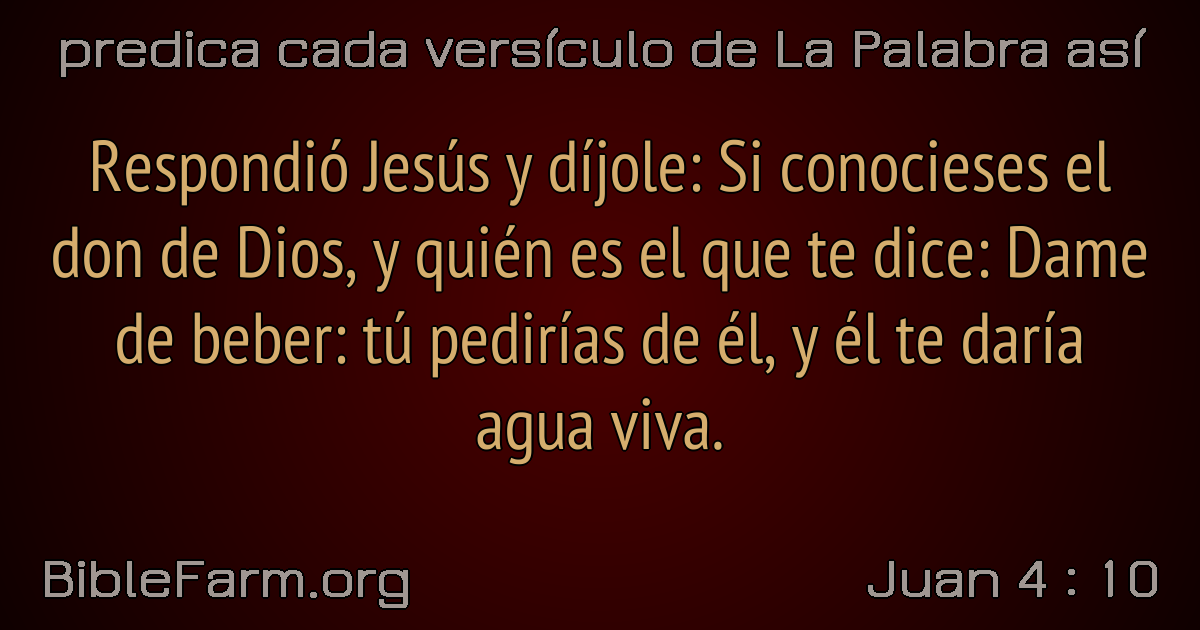 predica cada versículo de La Palabra así
Respondió Jesús y díjole: Si conocieses el
don de Dios, y quién es el que te dice: Dame
de beber: tú pedirías de él, y él te daría
agua viva.
BibleFarm.org
Juan 4 : 10